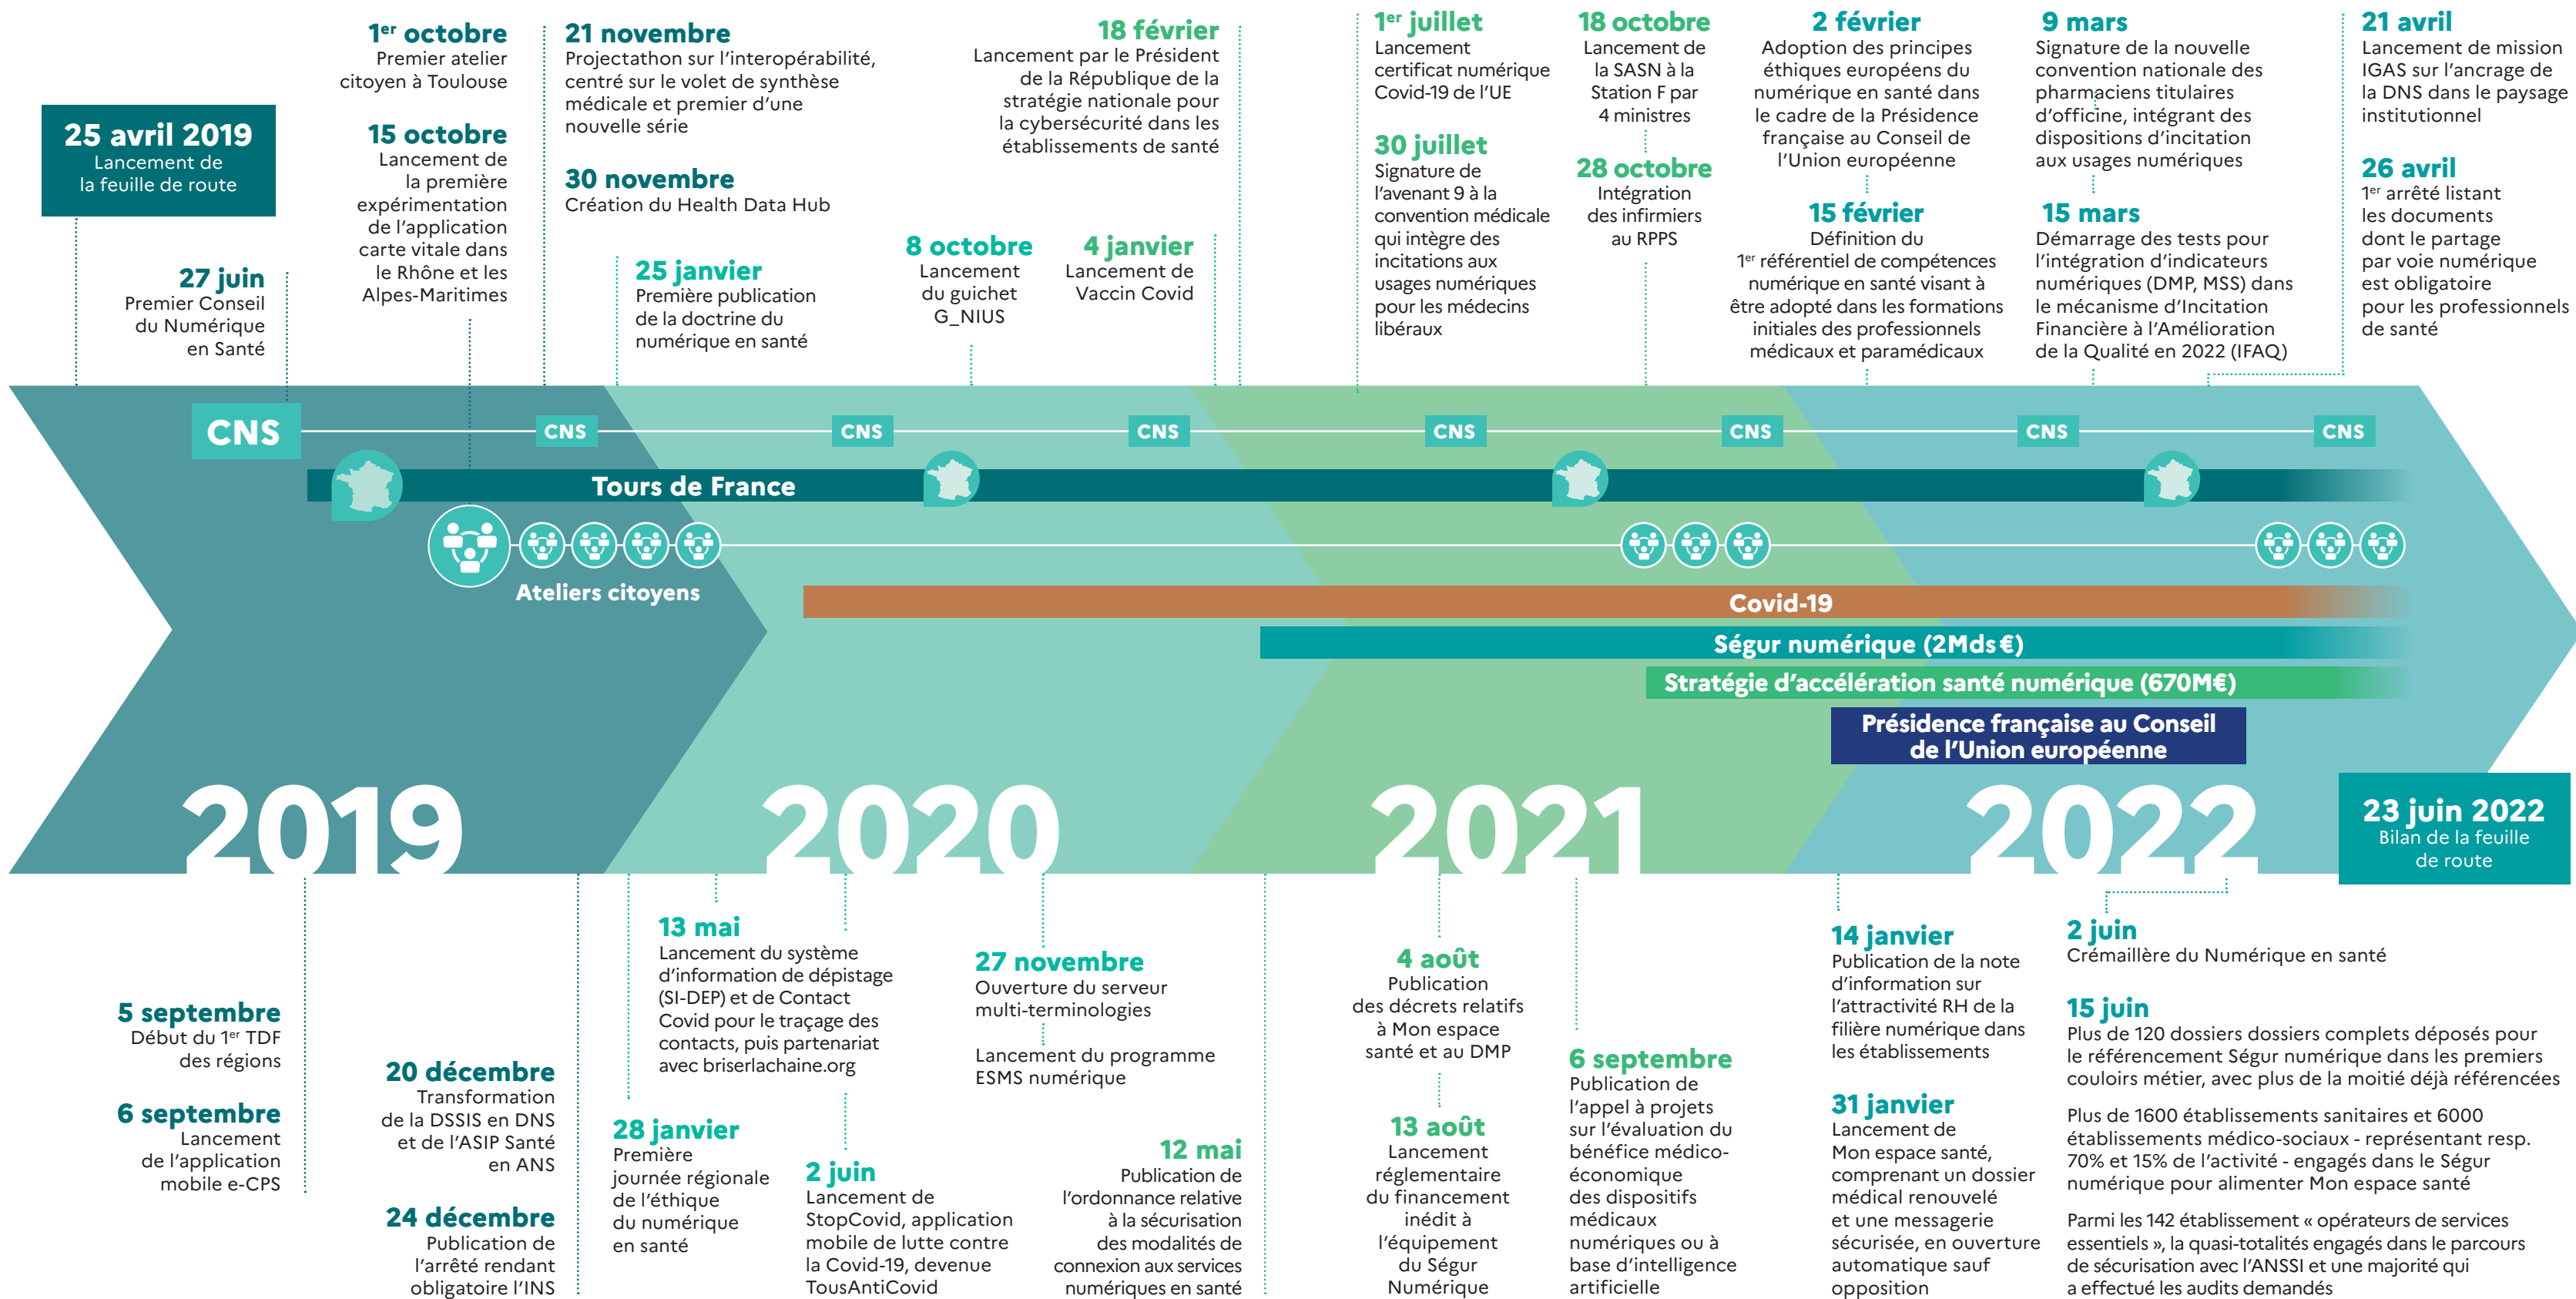 25 avril 2019
Lancement de
la feuille de route
27 juin
Premier Conseil
du Numérique
en Santé
1er octobre
Premier atelier
citoyen à Toulouse
15 octobre
Lancement de
la première
expérimentation
de l'application
carte vitale dans
le Rhône et les
Alpes-Maritimes
21 novembre
Projectathon sur l'interopérabilité,
centré sur le volet de synthèse
médicale et premier d'une
nouvelle série
30 novembre
Création du Health Data Hub
25 janvier
Première publication
de la doctrine du
numérique en santé
8 octobre
Lancement
du guichet
G_NIUS
18 février
Lancement par le Président
de la République de la
stratégie nationale pour
la cybersécurité dans les
établissements de santé
4 janvier
Lancement de
Vaccin Covid
1er juillet
Lancement
certificat numérique
Covid-19 de l'UE
30 juillet
Signature de
l'avenant 9 à la
convention médicale
qui intègre des
incitations aux
usages numériques
pour les médecins
libéraux
18 octobre
Lancement de
la SASN à la
Station F par
4 ministres
28 octobre
Intégration
des infirmiers
au RPPS
2 février
Adoption des principes
éthiques européens du
numérique en santé dans
le cadre de la Présidence
française au Conseil de
l'Union européenne
15 février
Définition du
1er référentiel de compétences
numérique en santé visant à
être adopté dans les formations
initiales des professionnels
médicaux et paramédicaux
9 mars
Signature de la nouvelle
convention nationale des
pharmaciens titulaires
d'officine, intégrant des
dispositions d'incitation
aux usages numériques
15 mars
Démarrage des tests pour
l'intégration d'indicateurs
numériques (DMP, MSS) dans
le mécanisme d'Incitation
Financière à l'Amélioration
de la Qualité en 2022 (IFAQ)
21 avril
Lancement de mission
IGAS sur l'ancrage de
la DNS dans le paysage
institutionnel
26 avril
1er arrêté listant
les documents
dont le partage
par voie numérique
est obligatoire
pour les professionnels
de santé
CNS
CNS
CNS
CNS
CNS
CNS
CNS
CNS
Tours de France
Ateliers citoyens
Covid-19
Ségur numérique (2Mds €)
Stratégie d'accélération santé numérique (670M€)
Présidence française au Conseil
de l'Union européenne
2019
2020
2021
2022
23 juin 2022
Bilan de la feuille
de route
5 septembre
Début du 1er TDF
des régions
6 septembre
Lancement
de l'application
mobile e-CPS
20 décembre
Transformation
de la DSSIS en DNS
et de l'ASIP Santé
en ANS
24 décembre
Publication de
l'arrêté rendant
obligatoire l'INS
13 mai
Lancement du système
d'information de dépistage
(SI-DEP) et de Contact
Covid pour le traçage des
contacts, puis partenariat
avec briserlachaine.org
28 janvier
Première
journée régionale
de l'éthique
du numérique
en santé
2 juin
Lancement de
StopCovid, application
mobile de lutte contre
la Covid-19, devenue
TousAntiCovid
27 novembre
Ouverture du serveur
multi-terminologies
Lancement du programme
ESMS numérique
12 mai
Publication de
l'ordonnance relative
à la sécurisation
des modalités de
connexion aux services
numériques en santé
4 août
Publication
des décrets relatifs
à Mon espace
santé et au DMP
13 août
Lancement
réglementaire
du financement
inédit à
l'équipement
du Ségur
Numérique
6 septembre
Publication de
l'appel à projets
sur l'évaluation du
bénéfice médico-
économique
des dispositifs
médicaux
numériques ou à
base d'intelligence
artificielle
14 janvier
Publication de la note
d'information sur
l'attractivité RH de la
filière numérique dans
les établissements
31 janvier
Lancement de
Mon espace santé,
comprenant un dossier
médical renouvelé
et une messagerie
sécurisée, en ouverture
automatique sauf
opposition
2 juin
Crémaillère du Numérique en santé
15 juin
Plus de 120 dossiers dossiers complets déposés pour
le référencement Ségur numérique dans les premiers
couloirs métier, avec plus de la moitié déjà référencées
Plus de 1600 établissements sanitaires et 6000
établissements médico-sociaux - représentant resp.
70% et 15% de l'activité - engagés dans le Ségur
numérique pour alimenter Mon espace santé
Parmi les 142 établissement « opérateurs de services
essentiels », la quasi-totalités engagés dans le parcours
de sécurisation avec l'ANSSI et une majorité qui
a effectué les audits demandés